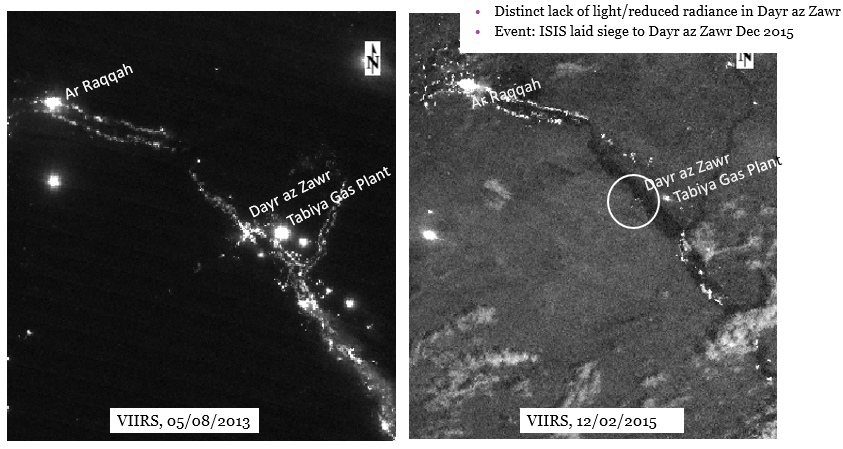 • Distinct lack of light/reduced radiance in Dayr az Zawr
• Event: ISIS laid siege to Dayr az Zawr Dec 2015
N
Ar Raqqah
Dayr az Zawr
Tabiya Gas Plant
VIIRS, 05/08/2013
N
Ar Raqqah
Dayr az Zawr
Tabiya Gas Plant
VIIRS, 12/02/2015